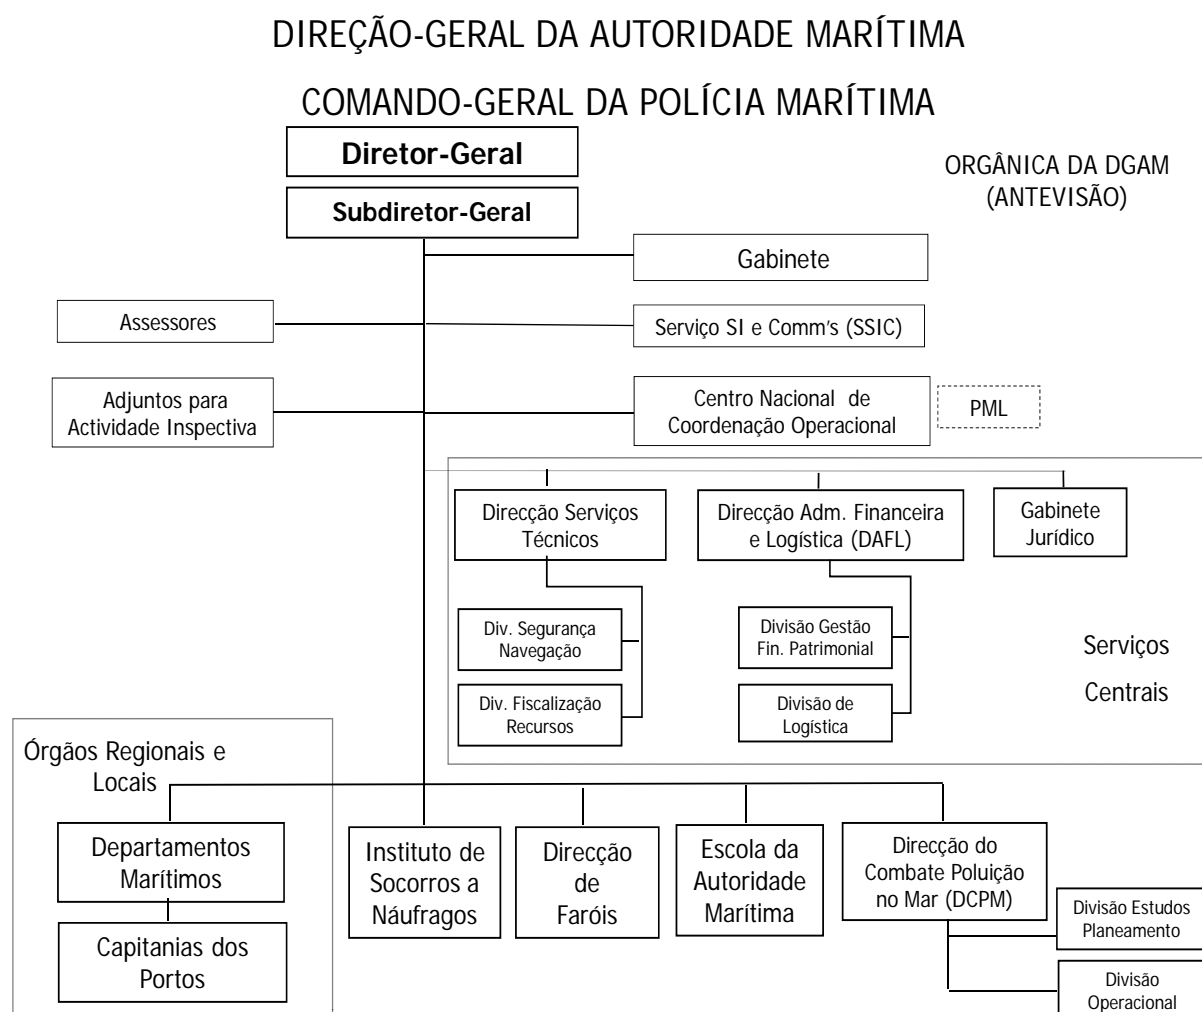 DIREÇÃO-GERAL DA AUTORIDADE MARÍTIMA
COMANDO-GERAL DA POLÍCIA MARÍTIMA
Diretor-Geral
ORGÂNICA DA DGAM
(ANTEVISÃO)
Subdiretor-Geral
Gabinete
Assessores
Serviço SI e Comm's (SSIC)
Adjuntos para
Actividade Inspectiva
Centro Nacional de
Coordenação Operacional
PML
Direcção Serviços
Técnicos
Direcção Adm. Financeira
e Logística (DAFL)
Gabinete
Jurídico
Div. Segurança
Navegação
Divisão Gestão
Fin. Patrimonial
Div. Fiscalização
Recursos
Divisão de
Logística
Serviços
Centrais
Órgãos Regionais e
Locais
Departamentos
Marítimos
Capitanias dos
Portos
Instituto de
Socorros a
Náufragos
Direcção
de
Faróis
Escola da
Autoridade
Marítima
Direcção do
Combate Poluição
no Mar (DCPM)
Divisão Estudos
Planeamento
Divisão
Operacional